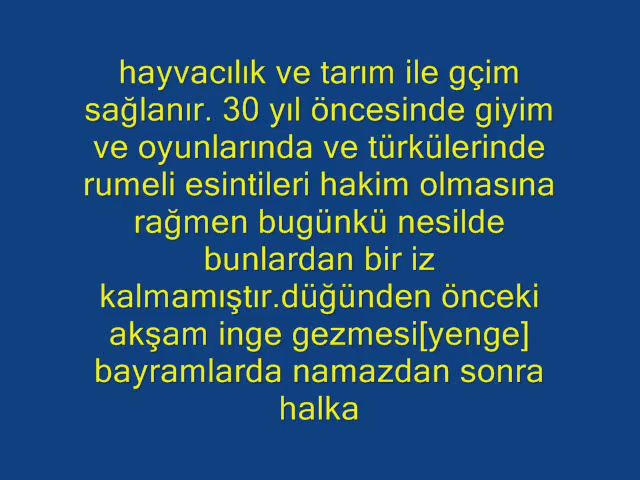 hayvacılık ve tarım ile gçim
sağlanır. 30 yıl öncesinde giyim
ve oyunlarında ve türkülerinde
rumeli esintileri hakim olmasına
rağmen bugünkü nesilde
bunlardan bir iz
kalmamıştır.düğünden önceki
akşam inge gezmesi[yenge]
bayramlarda namazdan sonra
halka